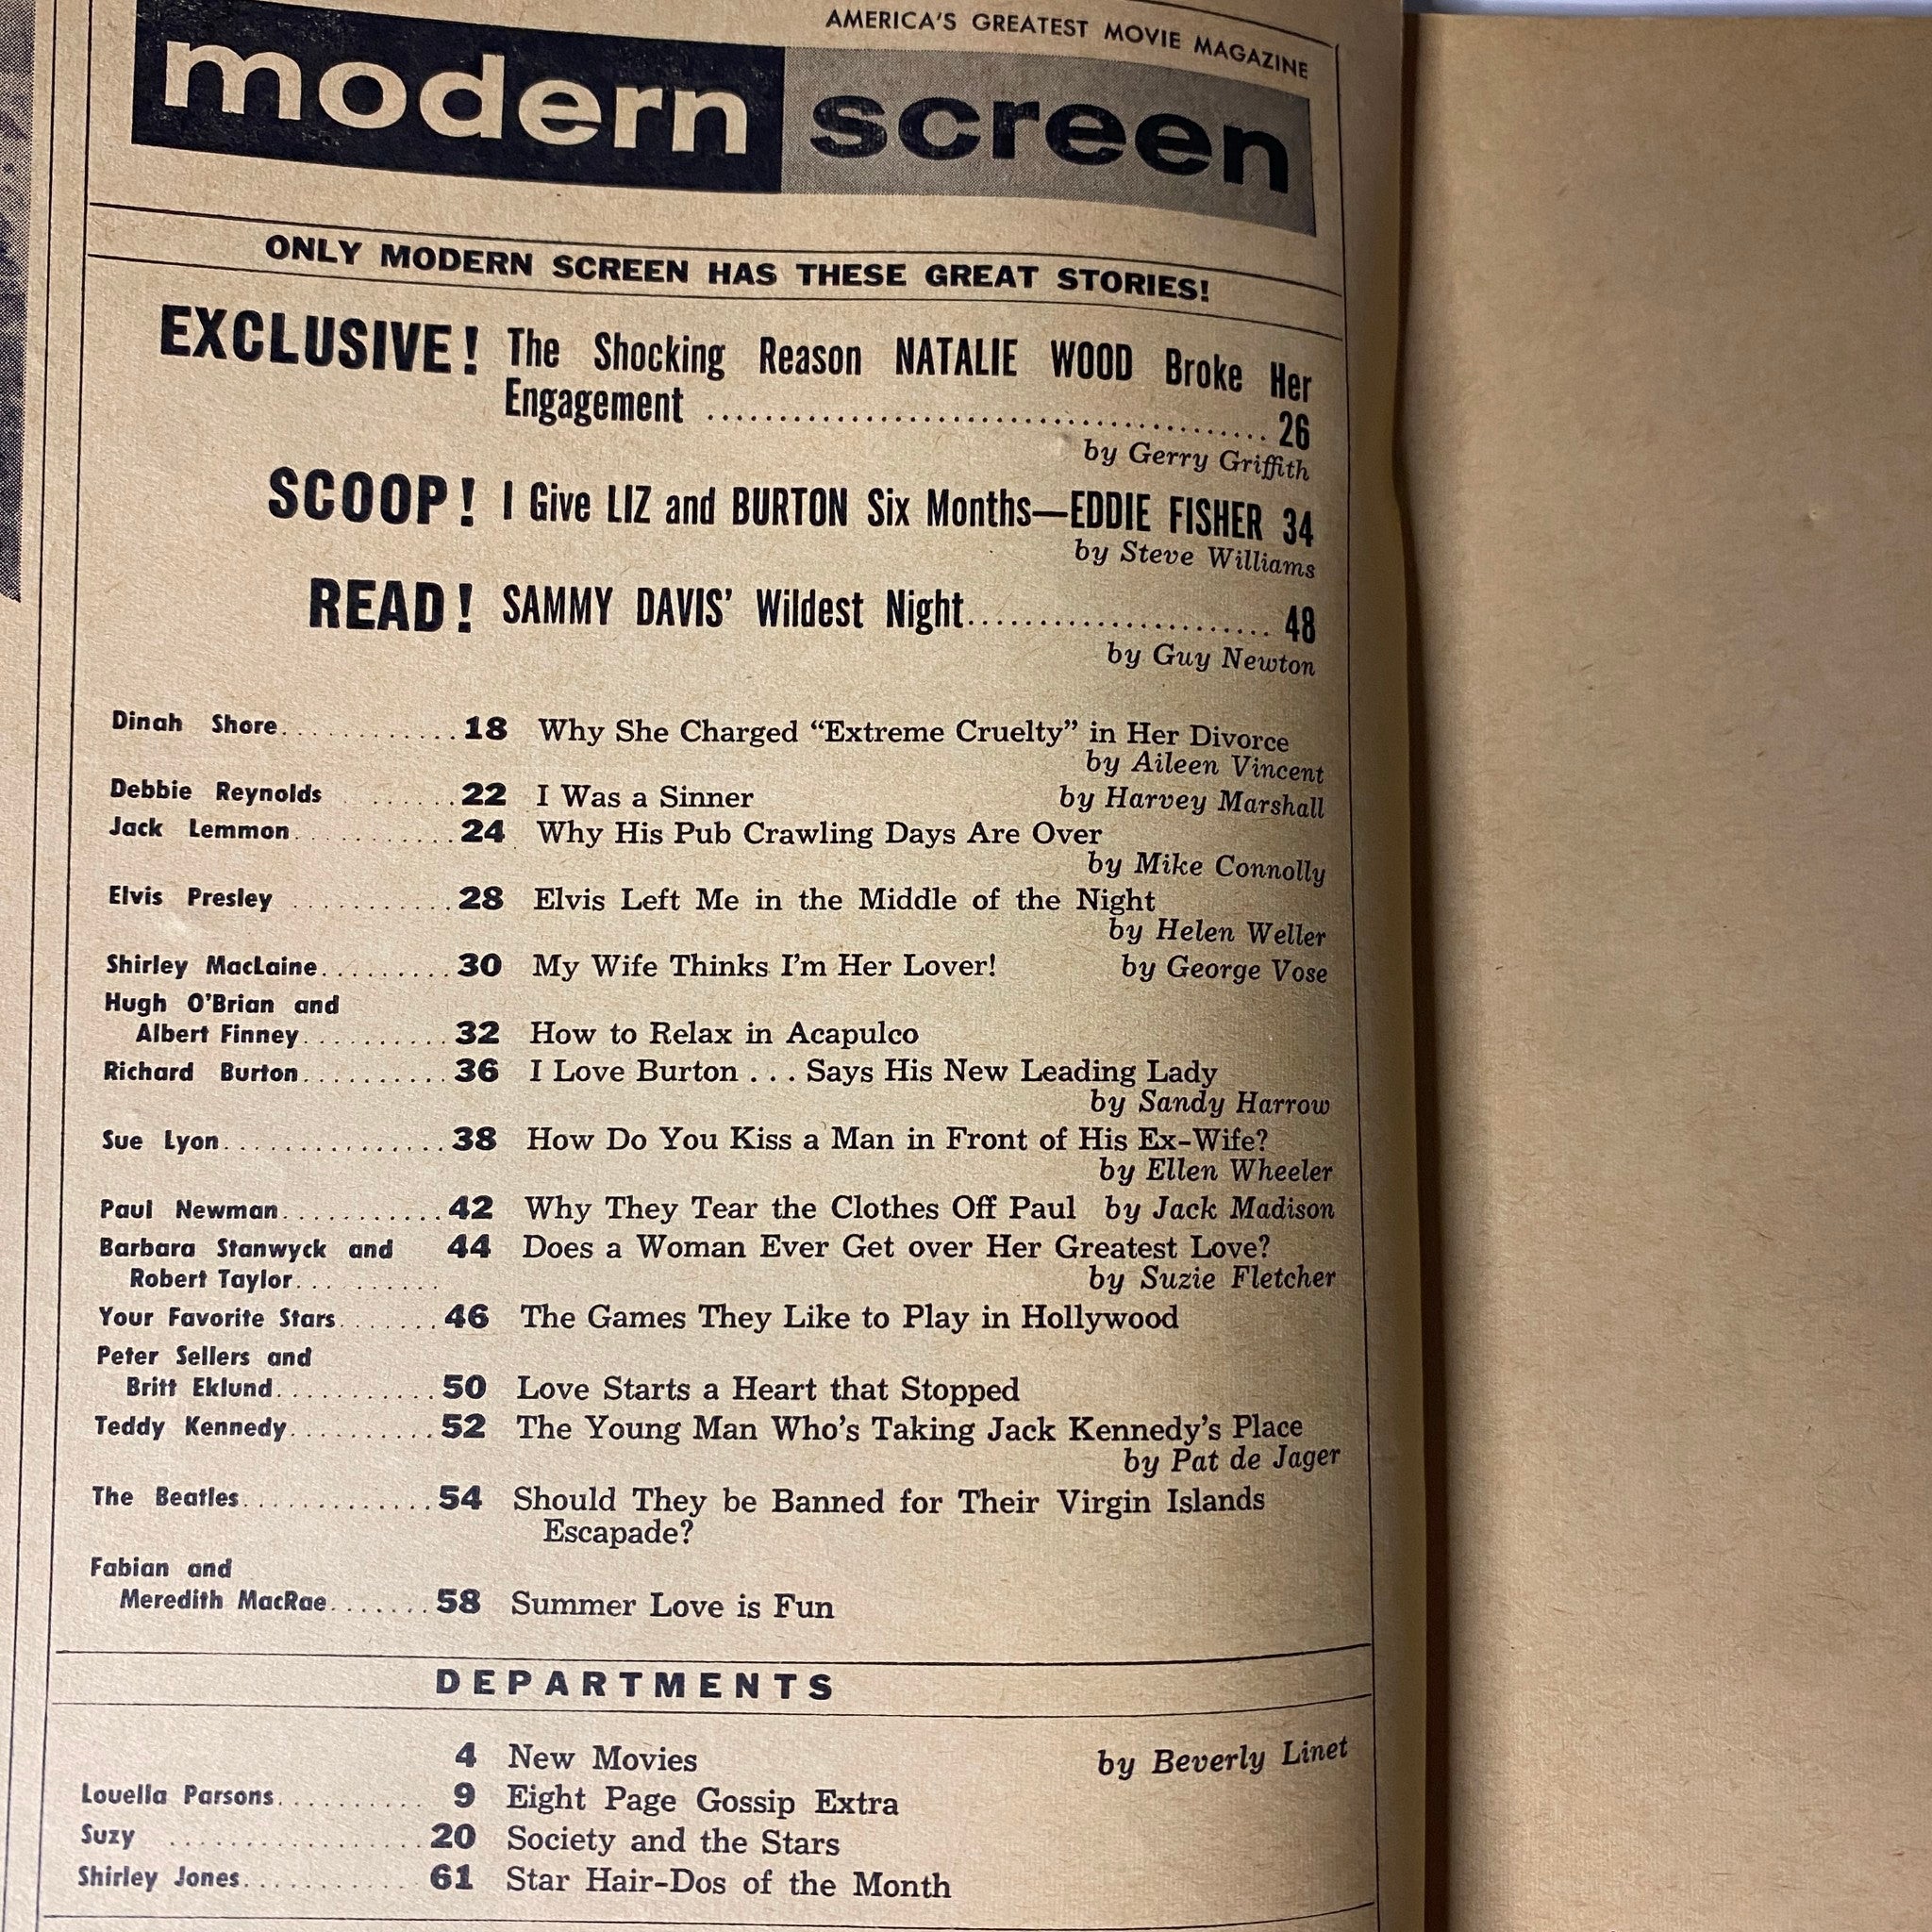 AMERICA'S GREATEST MOVIE MAGAZINE
modern screen
ONLY MODERN SCREEN HAS THESE GREAT STORIES!
EXCLUSIVE! The Shocking Reason NATALIE WOOD Broke Her
Engagement .......................................... 26
by Gerry Griffith
SCOOP! I Give LIZ and BURTON Six Months—EDDIE FISHER 34
by Steve Williams
READ! SAMMY DAVIS' Wildest Night...................... 48
by Guy Newton
Dinah Shore............18 Why She Charged "Extreme Cruelty" in Her Divorce
by Aileen Vincent
Debbie Reynolds .......22 I Was a Sinner by Harvey Marshall
Jack Lemmon...........24 Why His Pub Crawling Days Are Over
by Mike Connolly
Elvis Presley ...........28 Elvis Left Me in the Middle of the Night
by Helen Weller
Shirley MacLaine.........30 My Wife Thinks I'm Her Lover! by George Vose
Hugh O'Brian and
Albert Finney..........32 How to Relax in Acapulco
Richard Burton..........36 I Love Burton . . . Says His New Leading Lady
by Sandy Harrow
Sue Lyon...............38 How Do You Kiss a Man in Front of His Ex-Wife?
by Ellen Wheeler
Paul Newman...........42 Why They Tear the Clothes Off Paul by Jack Madison
Barbara Stanwyck and 44 Does a Woman Ever Get over Her Greatest Love?
Robert Taylor.......... by Suzie Fletcher
Your Favorite Stars.......46 The Games They Like to Play in Hollywood
Peter Sellers and
Britt Eklund...........50 Love Starts a Heart that Stopped
Teddy Kennedy..........52 The Young Man Who's Taking Jack Kennedy's Place
by Pat de Jager
The Beatles.............54 Should They be Banned for Their Virgin Islands
Escapade?
Fabian and
Meredith MacRae.......58 Summer Love is Fun
DEPARTMENTS
4 New Movies by Beverly Linet
Louella Parsons..........9 Eight Page Gossip Extra
Suzy .................20 Society and the Stars
Shirley Jones............61 Star Hair-Dos of the Month